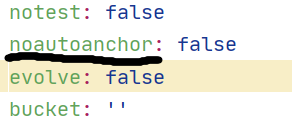 notest: false
noautoanchor: false
evolve: false
bucket: ''